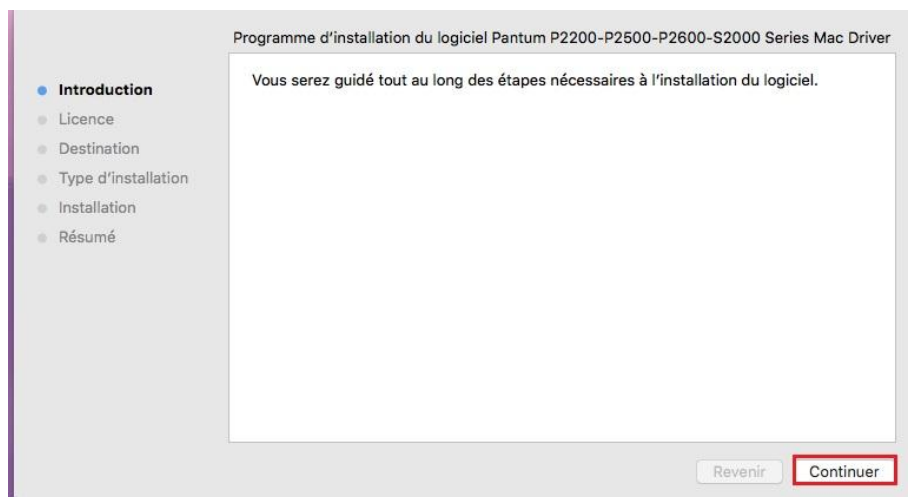 Programme d'installation du logiciel Pantum P2200-P2500-P2600-S2000 Series Mac Driver
Introduction
Licence
Destination
Type d'installation
Installation
Résumé
Vous serez guidé tout au long des étapes nécessaires à l'installation du logiciel.
Revenir
Continuer